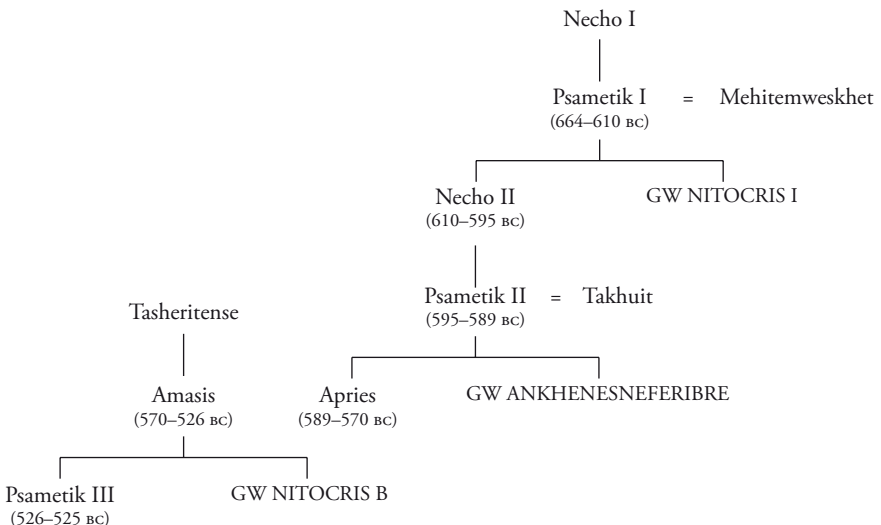 Necho I
Psametik I = Mehitemweskhet
(664–610 BC)
Necho II GW NITOCRIS I
(610–595 BC)
Psametik II = Takhuit
(595–589 BC)
Tasheritense
Amasis Apries GW ANKHENESNEFERIBRE
(570–526 BC) (589–570 BC)
Psametik III GW NITOCRIS B
(526–525 BC)